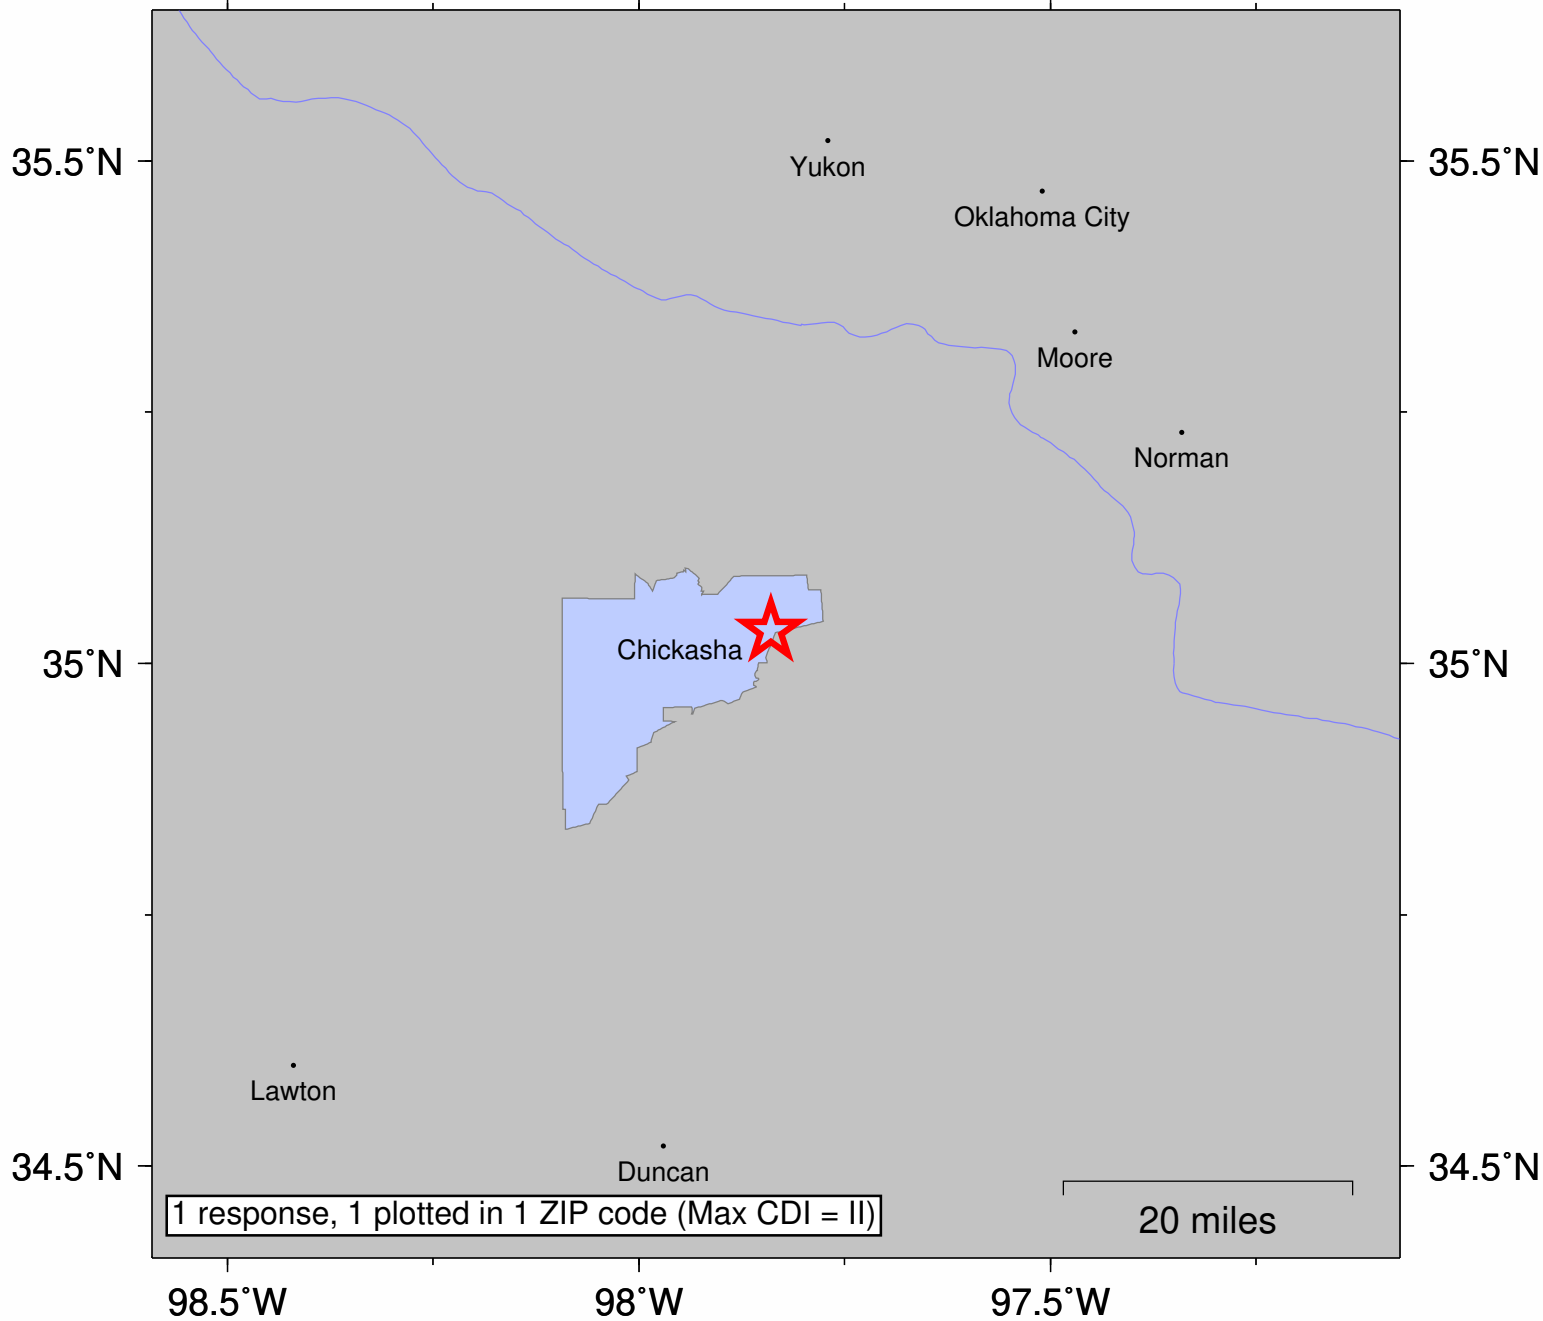 Yukon
35.5˚N
35.5˚N
Oklahoma City
Moore
Norman
Chickasha
35˚N
35˚N
Lawton
Duncan
34.5˚N
34.5˚N
1 response, 1 plotted in 1 ZIP code (Max CDI = II)
20 miles
98.5˚W
98˚W
97.5˚W